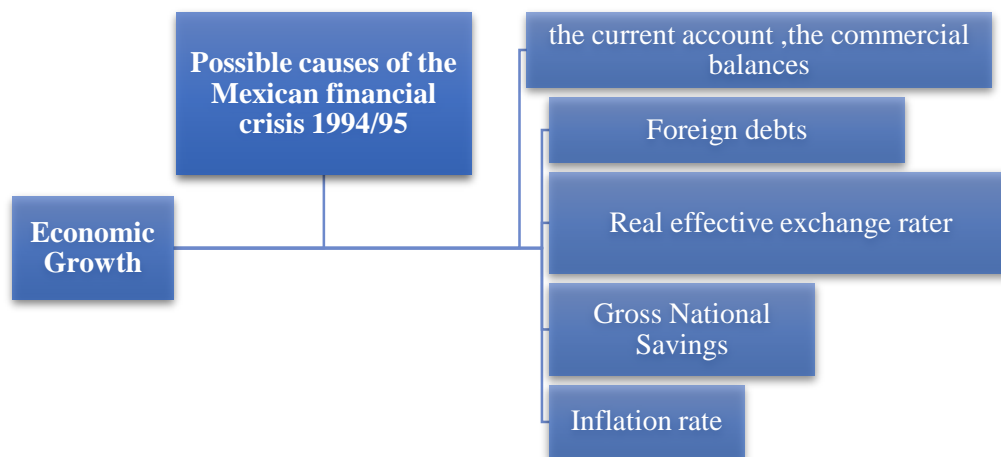 Possible causes of the
Mexican financial
crisis 1994/95
Economic
Growth
the current account ,the commercial
balances
Foreign debts
Real effective exchange rater
Gross National
Savings
Inflation rate